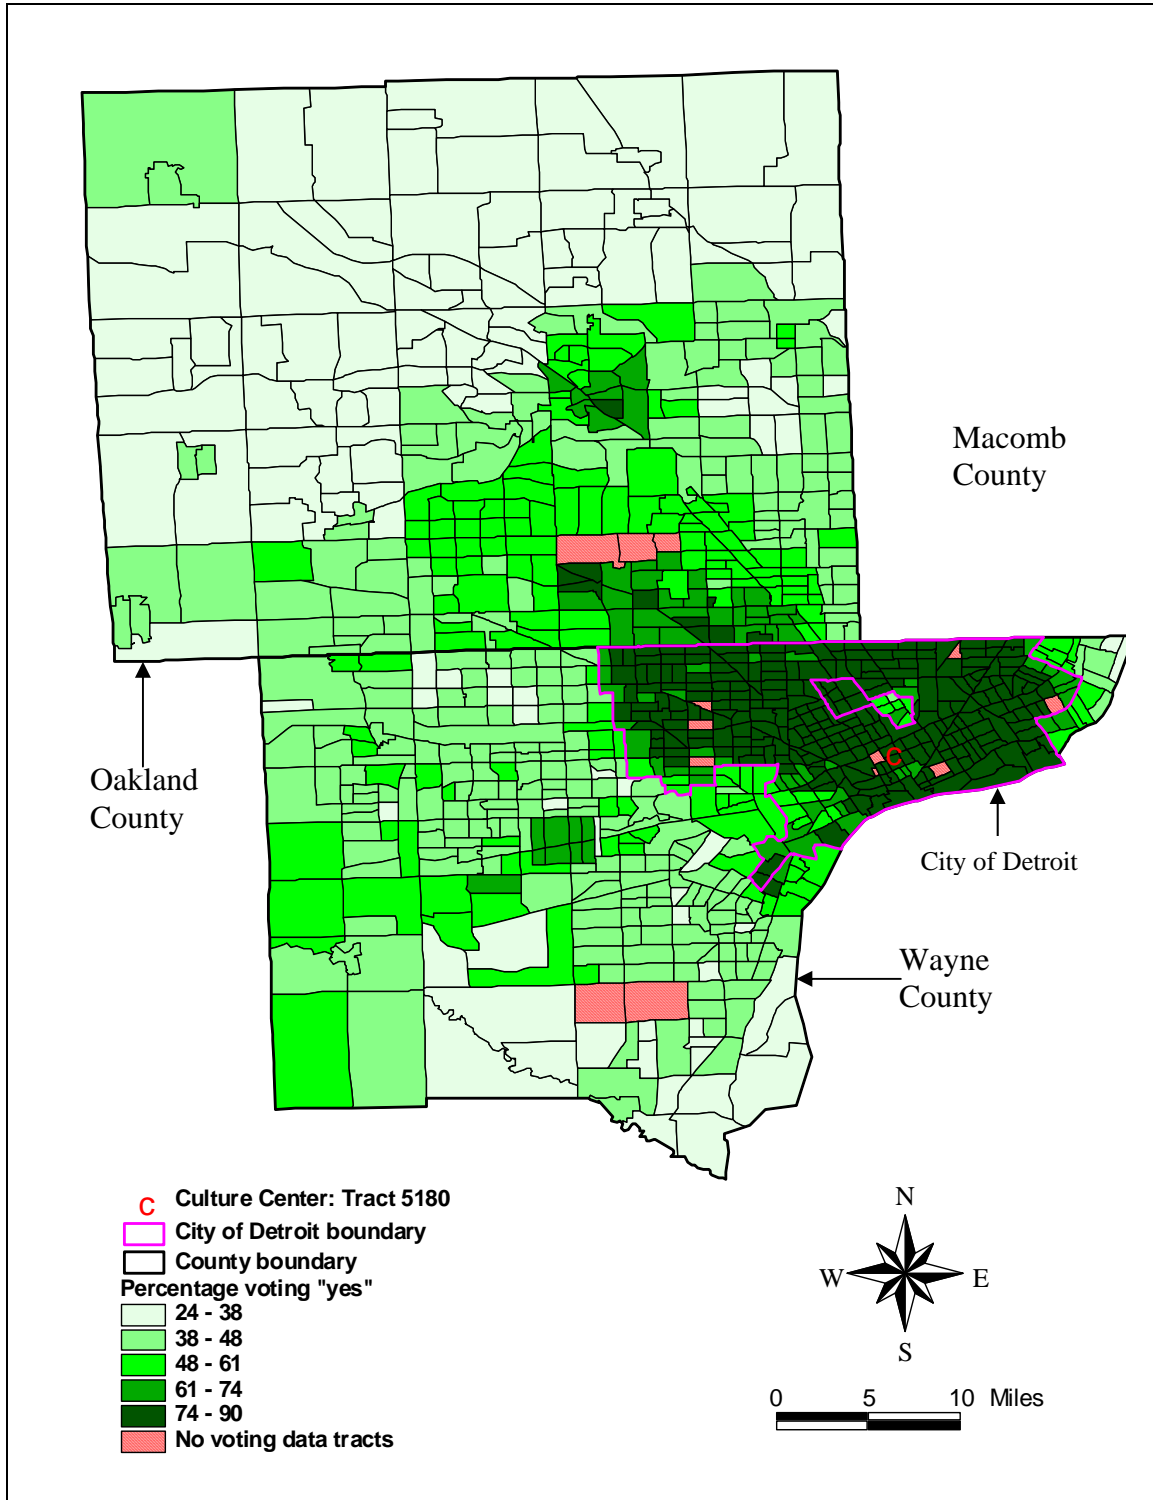 Macomb
County
Oakland
County
City of Detroit
Wayne
County
C
C Culture Center: Tract 5180
City of Detroit boundary
County boundary
Percentage voting "yes"
24 - 38
38 - 48
48 - 61
61 - 74
74 - 90
No voting data tracts
N
W E
S
0 5 10 Miles